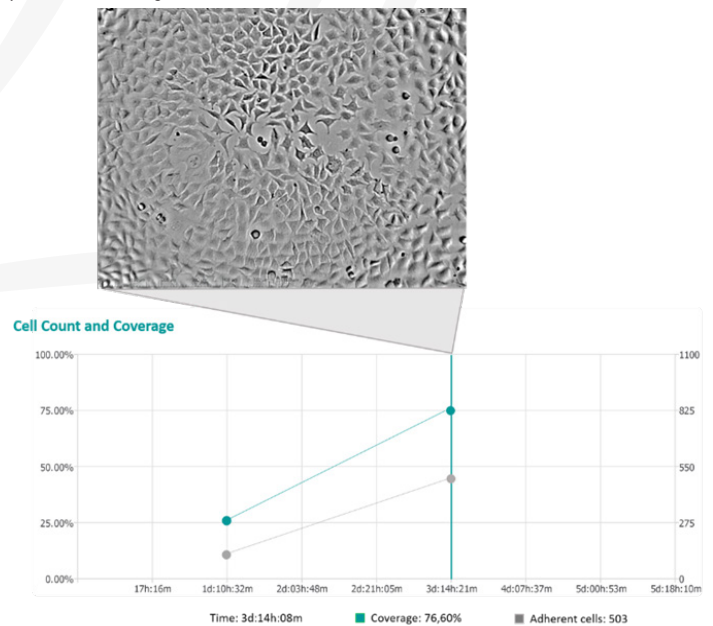 Cell Count and Coverage
100.00%
1100
75.00%
825
50.00%
550
25.00%
275
0.00%
0
17h:16m
1d:10h:32m
2d:03h:48m
2d:21h:05m
3d:14h:21m
4d:07h:37m
5d:00h:53m
5d:18h:10m
Time: 3d:14h:08m
Coverage: 76,60%
Adherent cells: 503